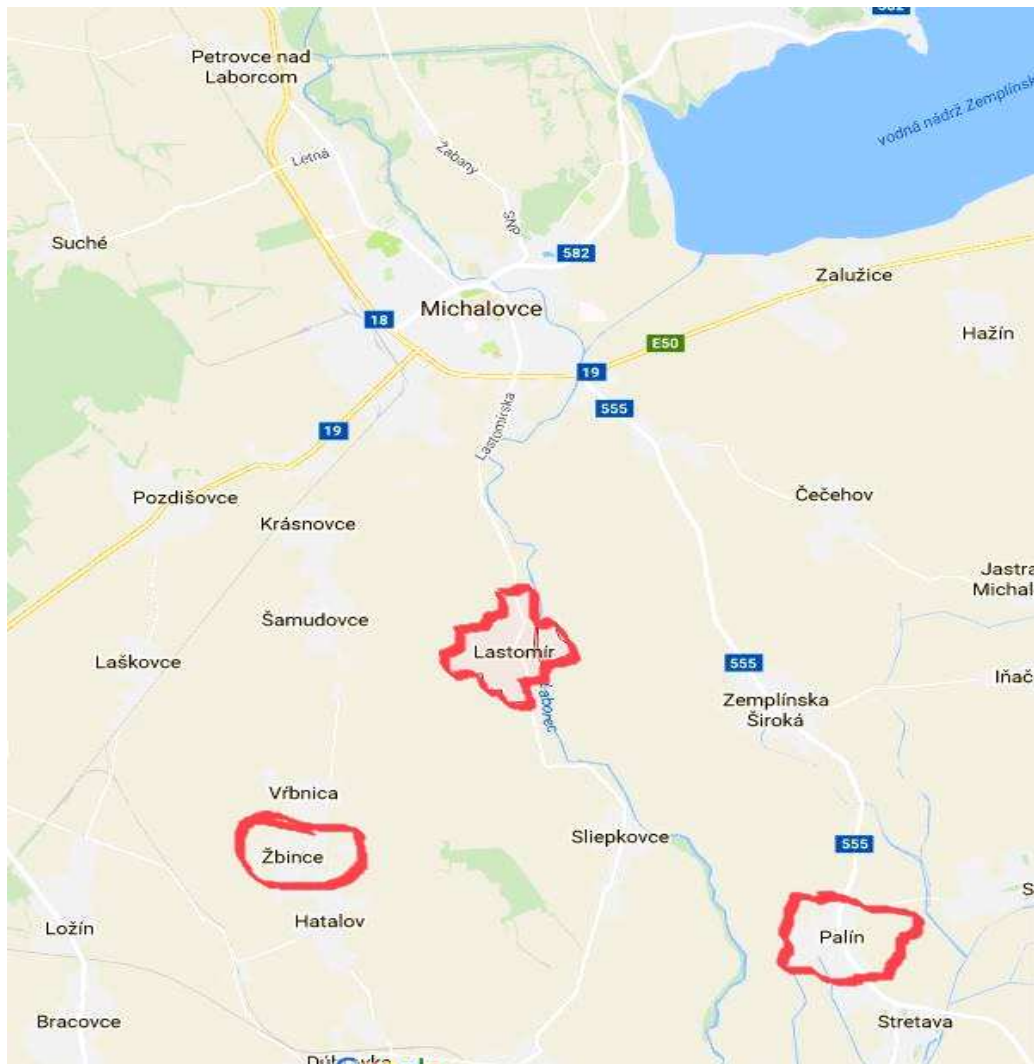 582
Petrovce nad
Laborcom
vodná nádrž Zemplínsk
Letná
Žabany
SNP
Suché
582
Zalužice
Michalovce
18
Hažín
E50
19
555
Lastomírska
19
Pozdišovce
Čečehov
Krásnovce
Jastra
Michal
Šamudovce
Lastomír
Laškovce
555
Iňač
Zemplínska
Široká
Laborec
Vŕbnica
Sliepkovce
555
Žbince
S
Hatalov
Ložín
Palín
Bracovce
Stretava